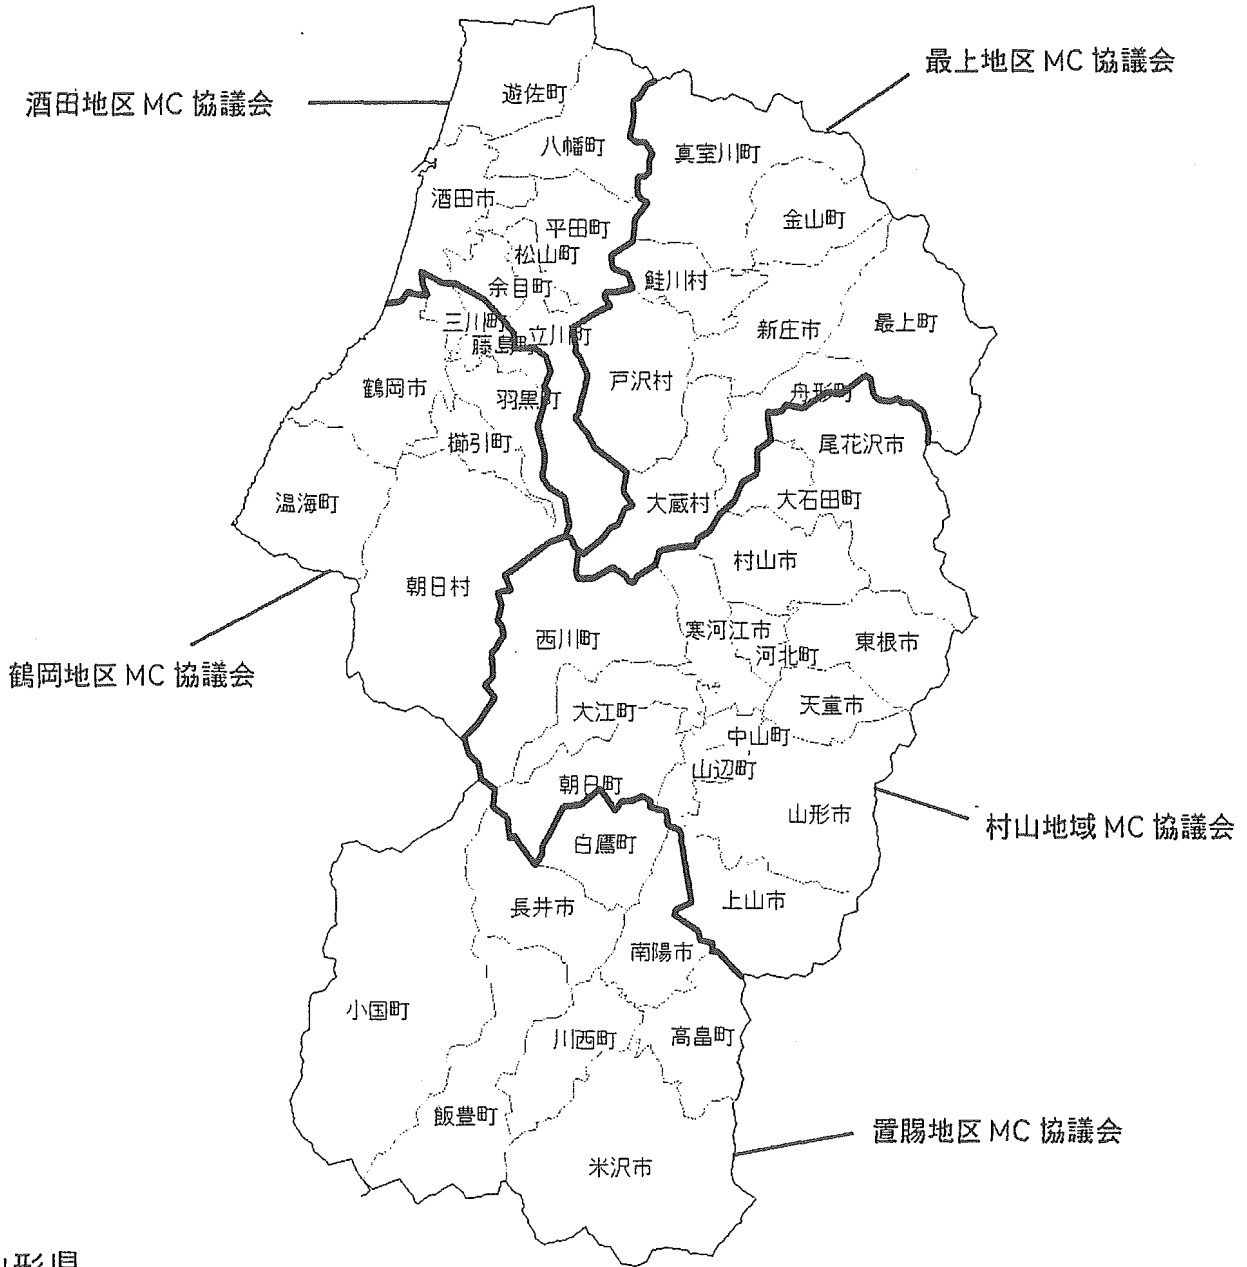 最上地区 MC 協議会
酒田地区 MC 協議会
遊佐町
八幡町
真室川町
酒田市
金山町
平田町
松山町
鮭川村
余目町
三川町
立川町
新庄市
最上町
藤島町
戸沢村
鶴岡市
羽黒町
舟形町
櫛引町
尾花沢市
温海町
大蔵村
大石田町
村山市
朝日村
西川町
寒河江市
河北町
東根市
鶴岡地区 MC 協議会
大江町
天童市
中山町
山辺町
朝日町
山形市
村山地域 MC 協議会
白鷹町
長井市
上山市
南陽市
小国町
川西町
高畠町
飯豊町
置賜地区 MC 協議会
米沢市
山形県